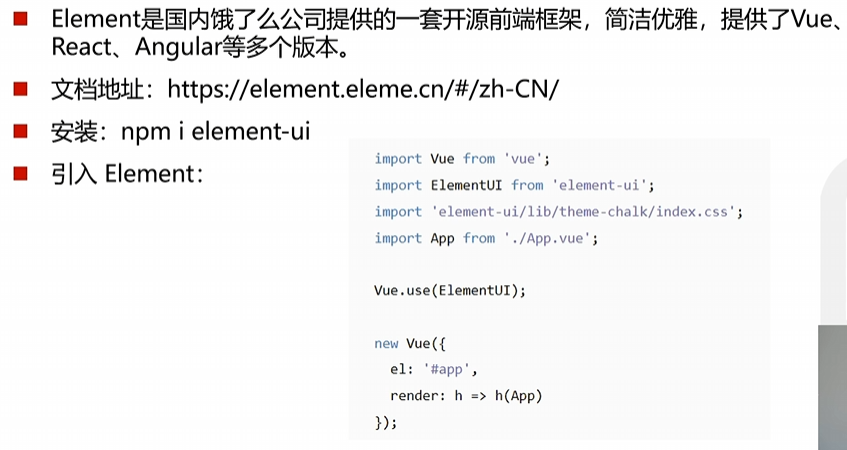 Element是国内饿了么公司提供的一套开源前端框架，简洁优雅，提供了Vue、
React、Angular等多个版本。
文档地址：https://element.eleme.cn/#/zh-CN/
安装：npm i element-ui
引入 Element：
import Vue from 'vue';
import ElementUI from 'element-ui';
import 'element-ui/lib/theme-chalk/index.css';
import App from './App.vue';
Vue.use(ElementUI);
new Vue({
  el: '#app',
  render: h => h(App)
});